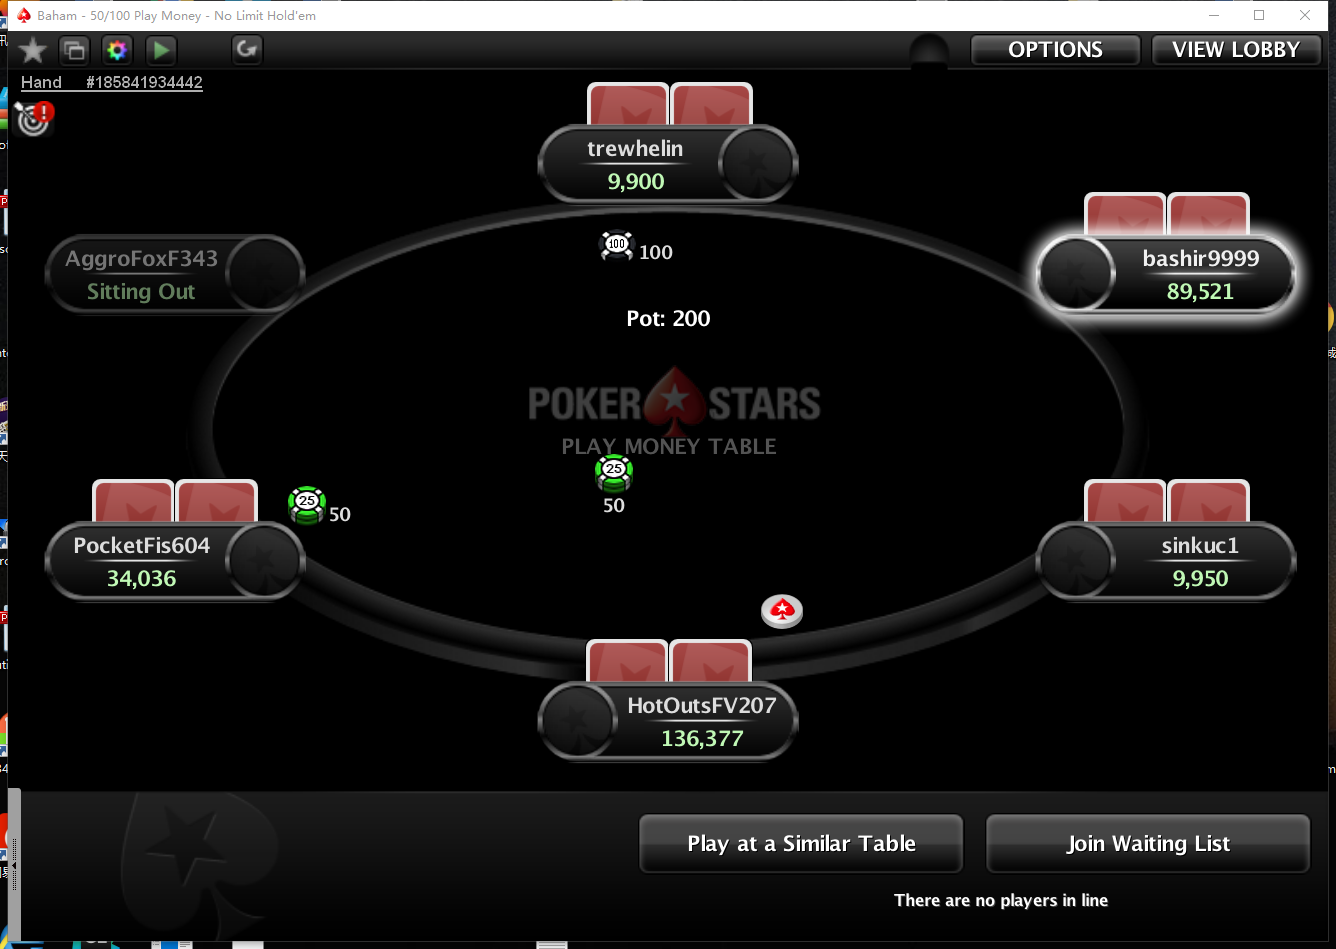 Baham - 50/100 Play Money - No Limit Hold'em
OPTIONS
VIEW LOBBY
Hand #185841934442
trewhelin
9,900
100
100
bashir9999
89,521
AggroFoxF343
Sitting Out
Pot: 200
POKER STARS
PLAY MONEY TABLE
25
50
25
50
PocketFis604
34,036
sinkuc1
9,950
HotOutsFV207
136,377
Play at a Similar Table
Join Waiting List
There are no players in line